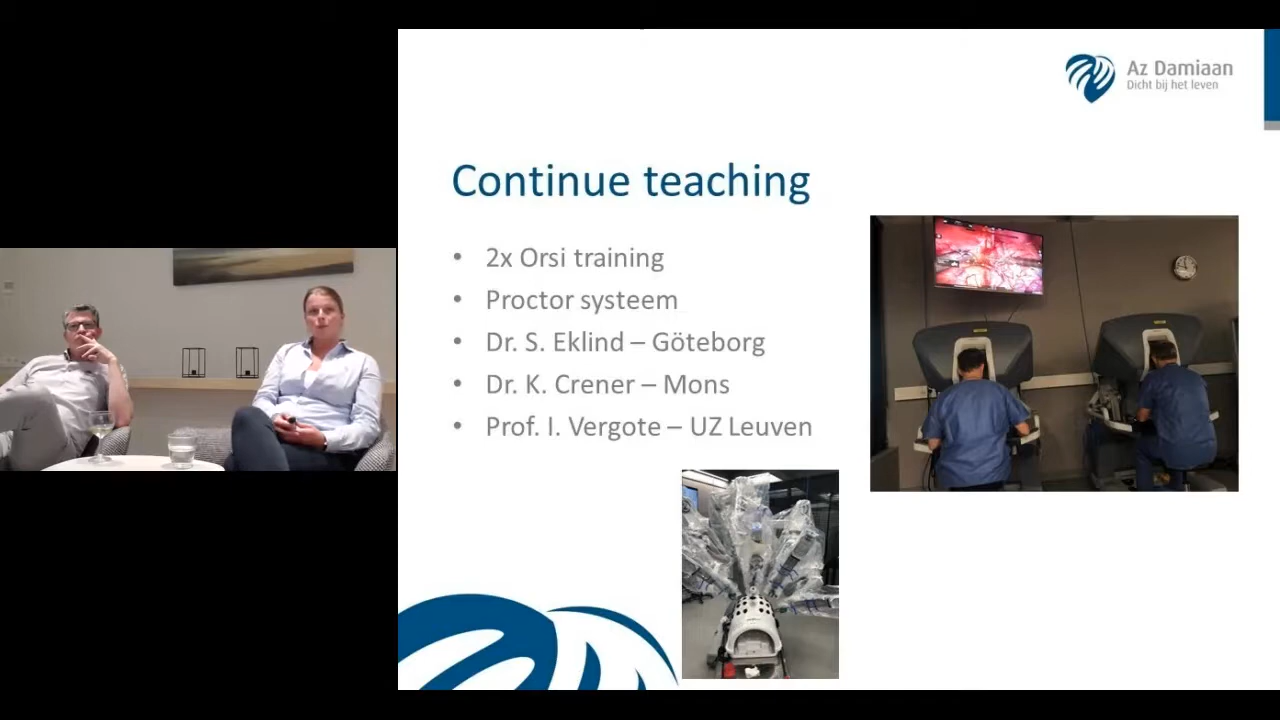 Az Damiaan
Dicht bij het leven
Continue teaching
• 2x Orsi training
• Proctor systeem
• Dr. S. Eklind – Göteborg
• Dr. K. Crener – Mons
• Prof. I. Vergote – UZ Leuven